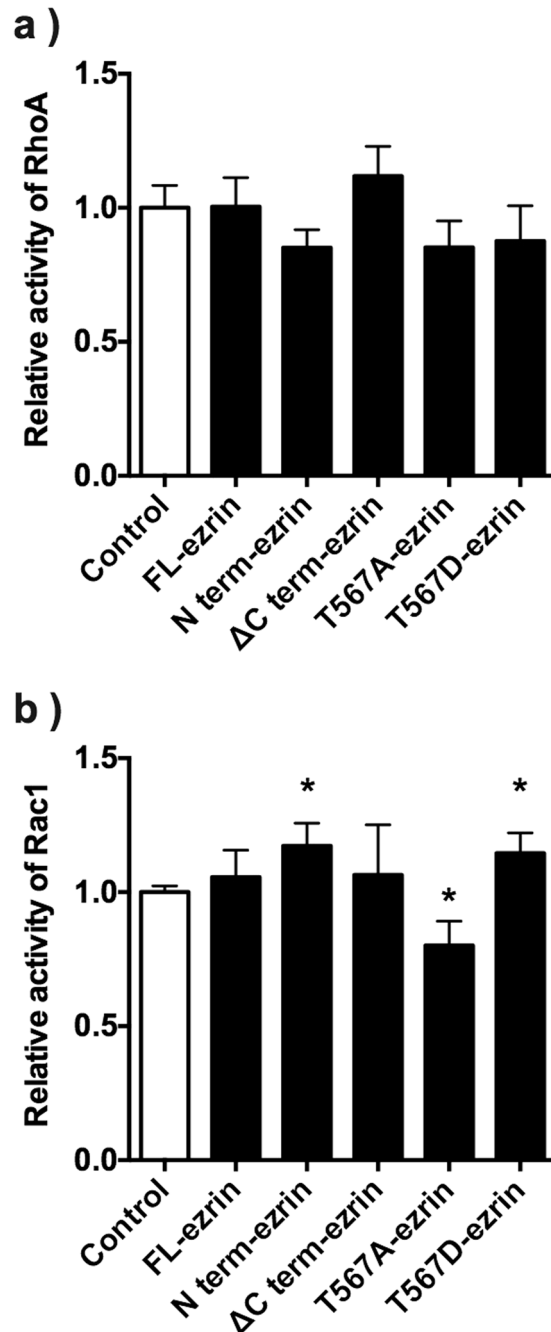 a )
Relative activity of RhoA
1.5
1.0
0.5
0.0
Control
FL-ezrin
N term-ezrin
ΔC term-ezrin
T567A-ezrin
T567D-ezrin
b )
Relative activity of Rac1
1.5
1.0
0.5
0.0
*
*
*
Control
FL-ezrin
N term-ezrin
ΔC term-ezrin
T567A-ezrin
T567D-ezrin